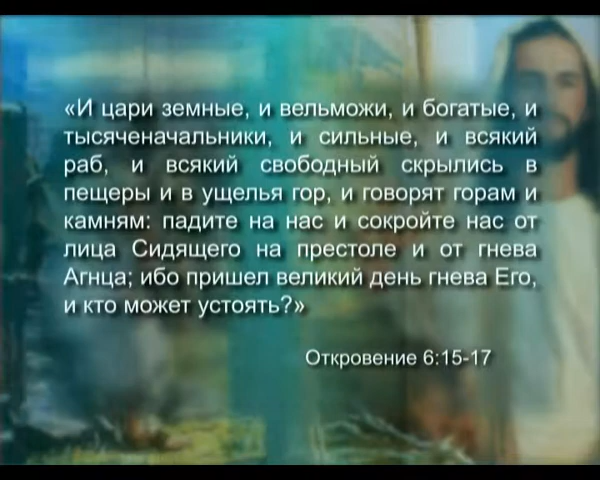 «И цари земные, и вельможи, и богатые, и
тысяченачальники, и сильные, и всякий
раб, и всякий свободный скрылись в
пещеры и в ущелья гор, и говорят горам и
камням: падите на нас и сокройте нас от
лица Сидящего на престоле и от гнева
Агнца; ибо пришел великий день гнева Его,
и кто может устоять?»
Откровение 6:15-17